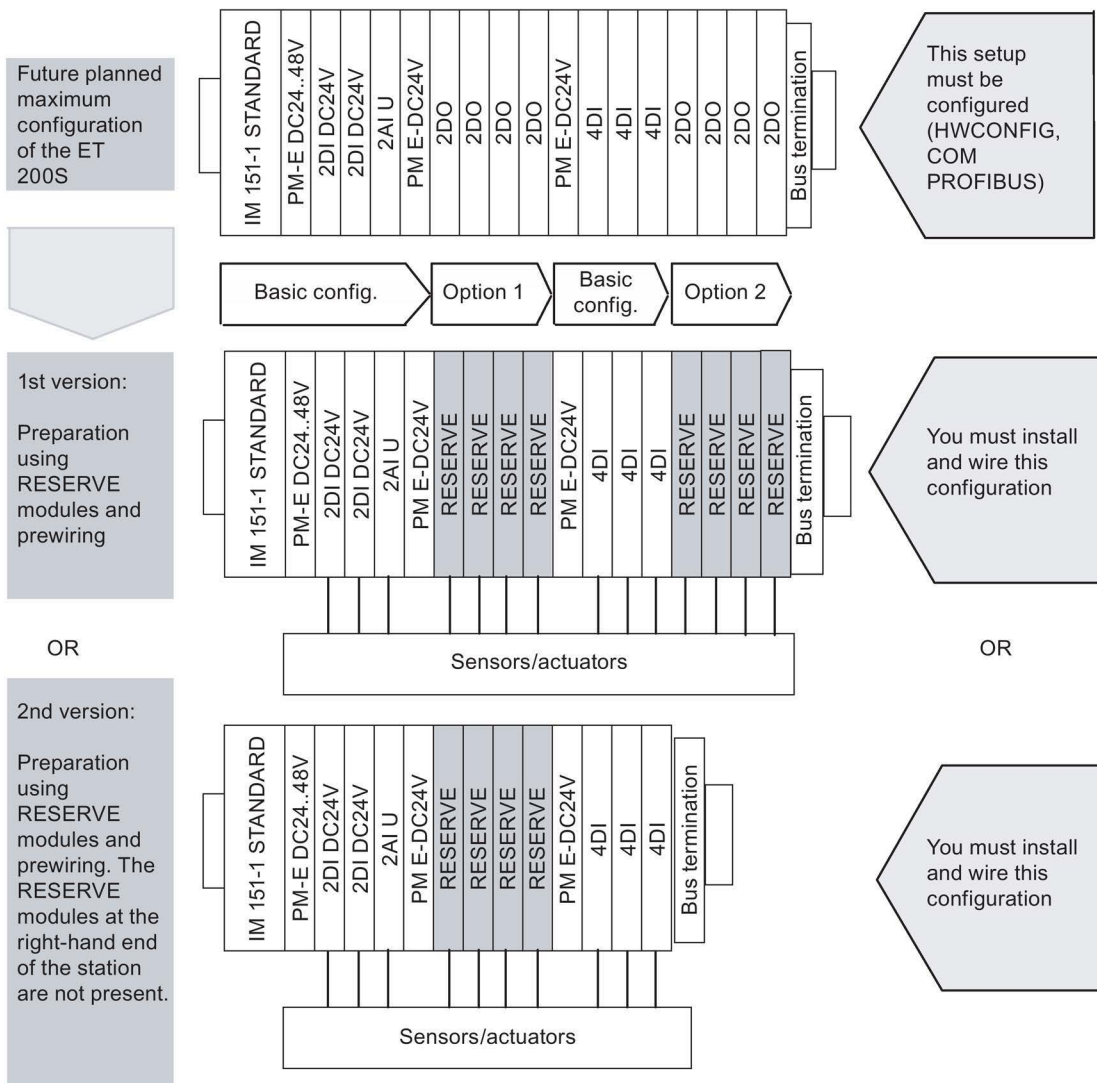 Future planned
maximum
configuration
of the ET
200S
IM 151-1 STANDARD
PM-E DC24..48V
2DI DC24V
2DI DC24V
2AI U
PM E-DC24V
2DO
2DO
2DO
2DO
PM E-DC24V
4DI
4DI
4DI
2DO
2DO
2DO
2DO
Bus termination
This setup
must be
configured
(HWCONFIG,
COM
PROFIBUS)
Basic config.
Option 1
Basic
config.
Option 2
1st version:
Preparation
using
RESERVE
modules and
prewiring
IM 151-1 STANDARD
PM-E DC24..48V
2DI DC24V
2DI DC24V
2AI U
PM E-DC24V
RESERVE
RESERVE
RESERVE
RESERVE
PM E-DC24V
4DI
4DI
4DI
RESERVE
RESERVE
RESERVE
RESERVE
Bus termination
You must install
and wire this
configuration
Sensors/actuators
OR
OR
2nd version:
Preparation
using
RESERVE
modules and
prewiring. The
RESERVE
modules at the
right-hand end
of the station
are not present.
IM 151-1 STANDARD
PM-E DC24..48V
2DI DC24V
2DI DC24V
2AI U
PM E-DC24V
RESERVE
RESERVE
RESERVE
RESERVE
PM E-DC24V
4DI
4DI
4DI
Bus termination
You must install
and wire this
configuration
Sensors/actuators